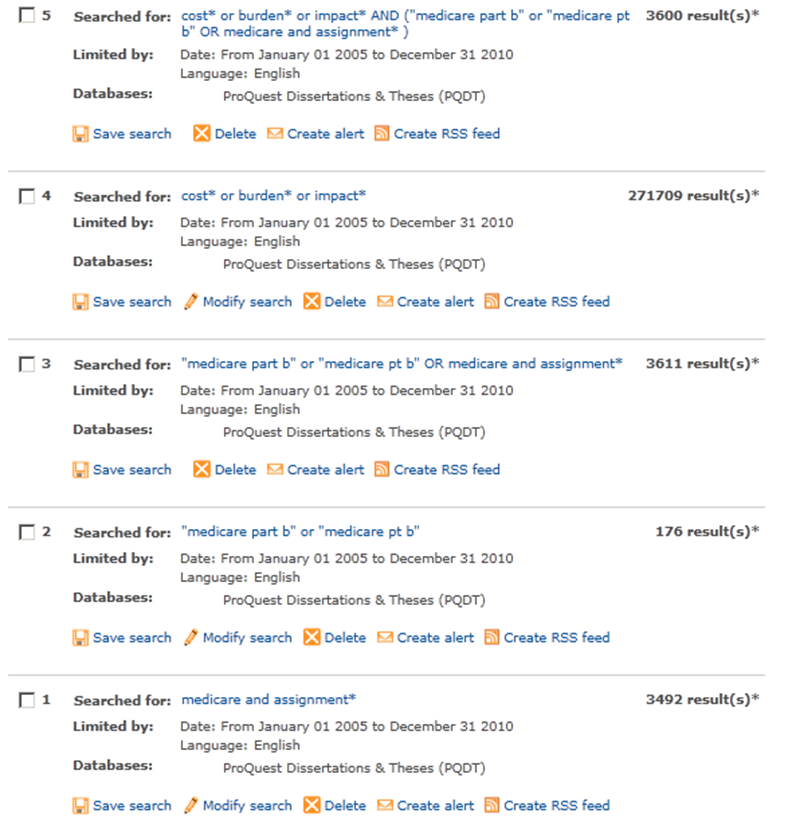 5 Searched for: cost* or burden* or impact* AND ("medicare part b" or "medicare pt 3600 result(s)*
b" OR medicare and assignment* )
Limited by: Date: From January 01 2005 to December 31 2010
Language: English
Databases: ProQuest Dissertations & Theses (PQDT)
Save search Delete Create alert Create RSS feed
4 Searched for: cost* or burden* or impact* 271709 result(s)*
Limited by: Date: From January 01 2005 to December 31 2010
Language: English
Databases: ProQuest Dissertations & Theses (PQDT)
Save search Modify search Delete Create alert Create RSS feed
3 Searched for: "medicare part b" or "medicare pt b" OR medicare and assignment* 3611 result(s)*
Limited by: Date: From January 01 2005 to December 31 2010
Language: English
Databases: ProQuest Dissertations & Theses (PQDT)
Save search Delete Create alert Create RSS feed
2 Searched for: "medicare part b" or "medicare pt b" 176 result(s)*
Limited by: Date: From January 01 2005 to December 31 2010
Language: English
Databases: ProQuest Dissertations & Theses (PQDT)
Save search Modify search Delete Create alert Create RSS feed
1 Searched for: medicare and assignment* 3492 result(s)*
Limited by: Date: From January 01 2005 to December 31 2010
Language: English
Databases: ProQuest Dissertations & Theses (PQDT)
Save search Modify search Delete Create alert Create RSS feed